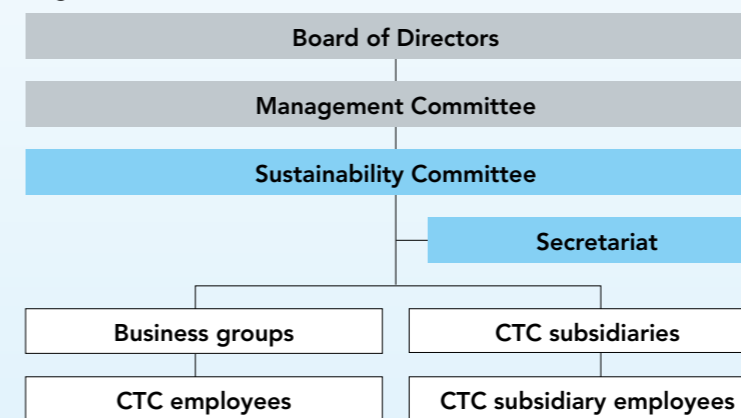 Board of Directors
Management Committee
Sustainability Committee
Secretariat
Business groups
CTC subsidiaries
CTC employees
CTC subsidiary employees